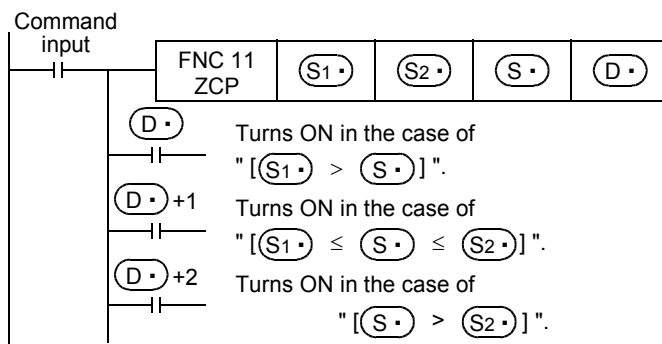 Command
input
FNC 11
ZCP
S1・ S2・ S・ D・
D・
Turns ON in the case of
" [S1・ > S・] ".
D・+1
Turns ON in the case of
" [S1・ ≤ S・ ≤ S2・] ".
D・+2
Turns ON in the case of
" [S・ > S2・] ".